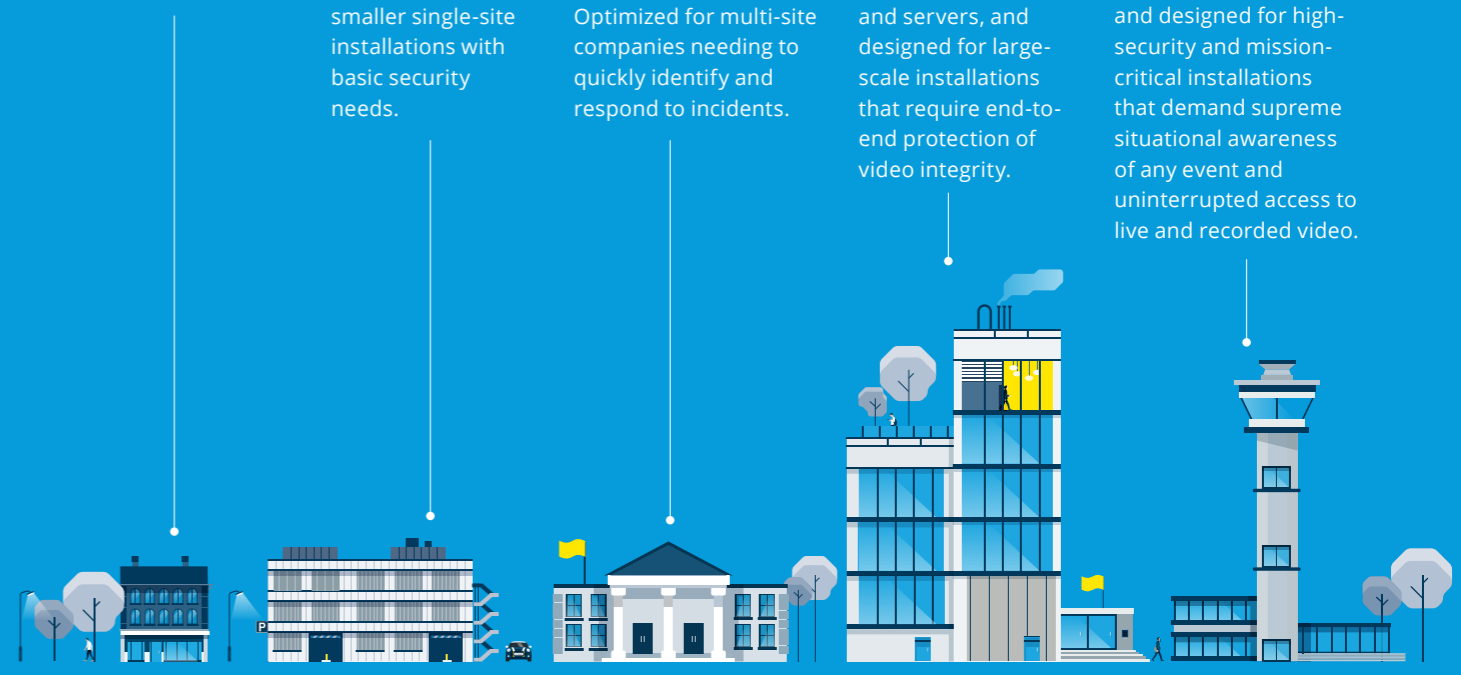 smaller single-site
installations with
basic security
needs.
Optimized for multi-site
companies needing to
quickly identify and
respond to incidents.
and servers, and
designed for large-
scale installations
that require end-to-
end protection of
video integrity.
and designed for high-
security and mission-
critical installations
that demand supreme
situational awareness
of any event and
uninterrupted access to
live and recorded video.
P